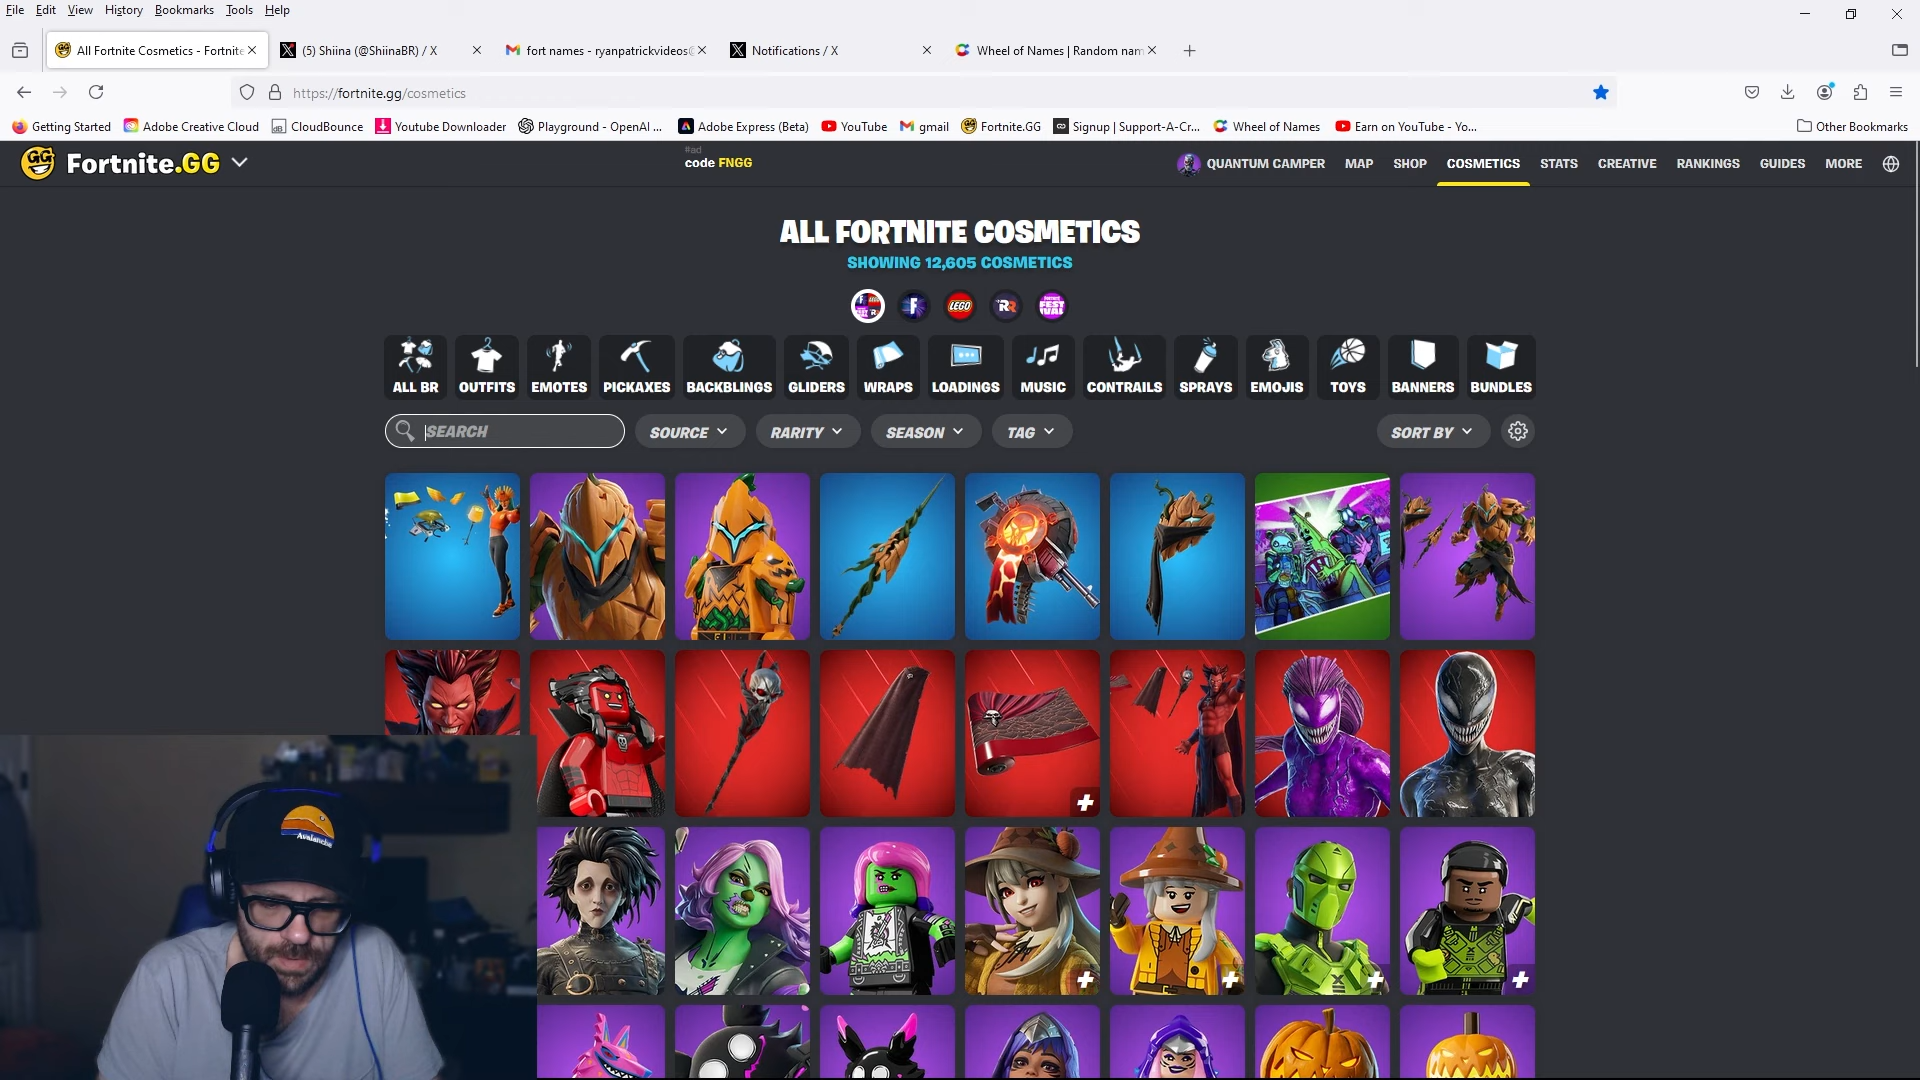 File Edit View History Bookmarks Tools Help
All Fortnite Cosmetics - Fortnite
(5) Shiina (@ShiinaBR) / X
fort names - ryanpatrickvideos@
Notifications / X
Wheel of Names | Random nam
https://fortnite.gg/cosmetics
Getting Started
Adobe Creative Cloud
CloudBounce
Youtube Downloader
Playground - OpenAI ...
Adobe Express (Beta)
YouTube
gmail
Fortnite.GG
Signup | Support-A-Cr...
Wheel of Names
Earn on YouTube - Yo...
Other Bookmarks
Fortnite.GG
#ad
code FNGG
QUANTUM CAMPER MAP SHOP COSMETICS STATS CREATIVE RANKINGS GUIDES MORE
ALL FORTNITE COSMETICS
SHOWING 12,605 COSMETICS
LEGO
ALL BR OUTFITS EMOTES PICKAXES BACKBLINGS GLIDERS WRAPS LOADINGS MUSIC CONTRAILS SPRAYS EMOJIS TOYS BANNERS BUNDLES
SEARCH SOURCE RARITY SEASON TAG SORT BY
Avalanche